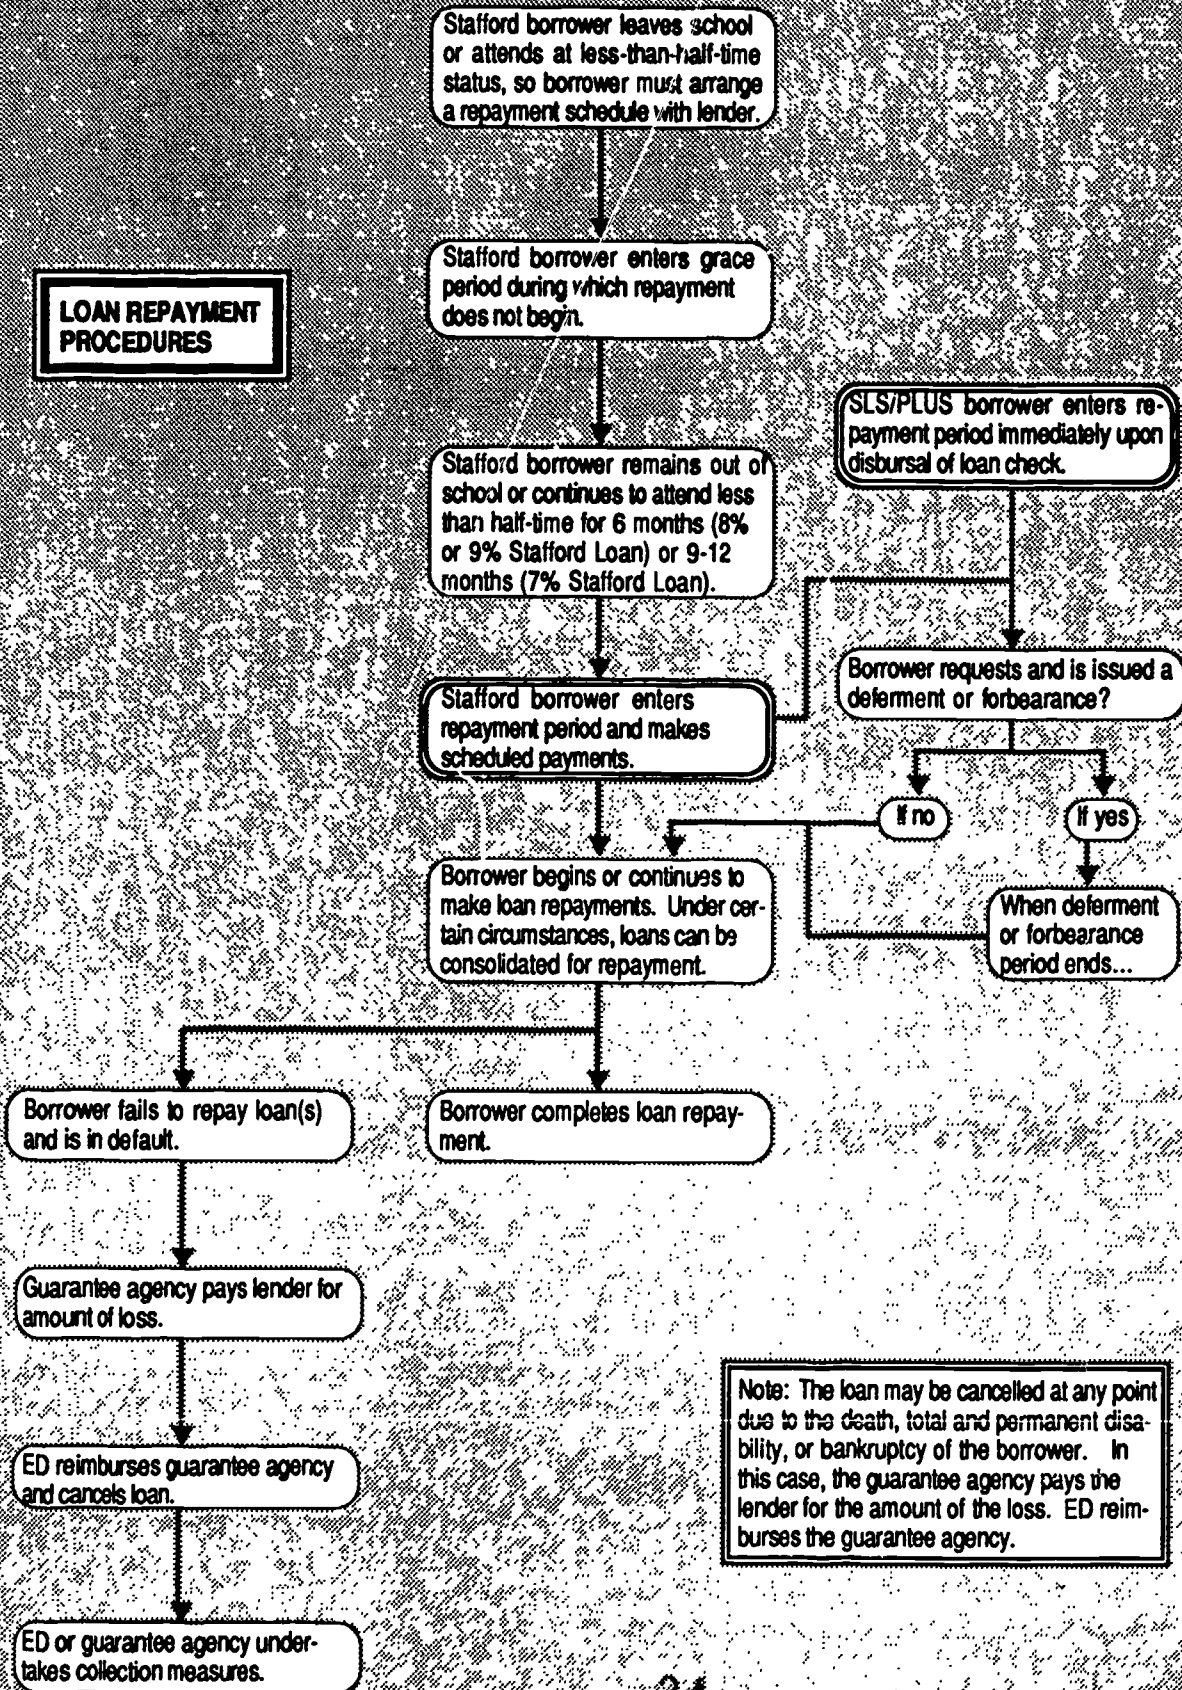 Stafford borrower leaves school
or attends at less-than-half-time
status, so borrower must arrange
a repayment schedule with lender.
Stafford borrower enters grace
period during which repayment
does not begin.
LOAN REPAYMENT
PROCEDURES
SLS/PLUS borrower enters re-
payment period immediately upon
disbursal of loan check.
Stafford borrower remains out of
school or continues to attend less
than half-time for 6 months (8%
or 9% Stafford Loan) or 9-12
months (7% Stafford Loan).
Borrower requests and is issued a
deferment or forbearance?
Stafford borrower enters
repayment period and makes
scheduled payments.
If no
If yes
Borrower begins or continues to
make loan repayments. Under cer-
tain circumstances, loans can be
consolidated for repayment.
When deferment
or forbearance
period ends...
Borrower fails to repay loan(s)
and is in default.
Borrower completes loan repay-
ment.
Guarantee agency pays lender for
amount of loss.
ED reimburses guarantee agency
and cancels loan.
Note: The loan may be cancelled at any point
due to the death, total and permanent disa-
bility, or bankruptcy of the borrower. In
this case, the guarantee agency pays the
lender for the amount of the loss. ED reim-
burses the guarantee agency.
ED or guarantee agency under-
takes collection measures.